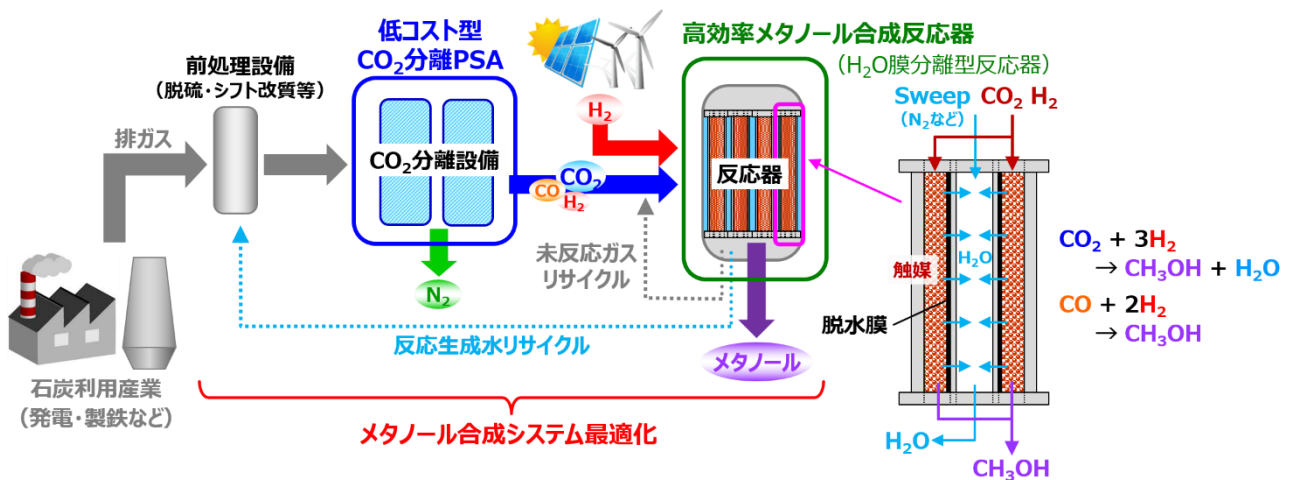 低コスト型
CO₂分離PSA
前処理設備
(脱硫・シフト改質等)
排ガス
CO₂分離設備
N₂
石炭利用産業
(発電・製鉄など)
H₂
CO₂
CO
H₂
高効率メタノール合成反応器
(H₂O膜分離型反応器)
反応器
未反応ガス
リサイクル
反応生成水リサイクル
メタノール
メタノール合成システム最適化
Sweep
(N₂など)
CO₂ H₂
触媒
H₂O
脱水膜
H₂O
CH₃OH
CO₂ + 3H₂
→ CH₃OH + H₂O
CO + 2H₂
→ CH₃OH